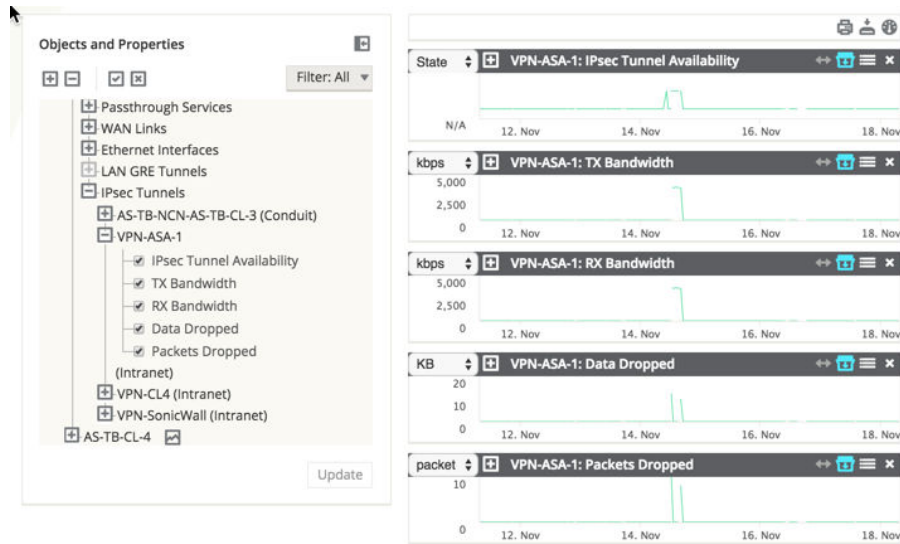 Objects and Properties
Filter: All
Passthrough Services
WAN Links
Ethernet Interfaces
LAN GRE Tunnels
IPsec Tunnels
AS-TB-NCN-AS-TB-CL-3 (Conduit)
VPN-ASA-1
IPsec Tunnel Availability
TX Bandwidth
RX Bandwidth
Data Dropped
Packets Dropped
(Intranet)
VPN-CL4 (Intranet)
VPN-SonicWall (Intranet)
AS-TB-CL-4
Update
State VPN-ASA-1: IPsec Tunnel Availability
N/A
12. Nov 14. Nov 16. Nov 18. Nov
kbps VPN-ASA-1: TX Bandwidth
5,000
2,500
0
12. Nov 14. Nov 16. Nov 18. Nov
kbps VPN-ASA-1: RX Bandwidth
5,000
2,500
0
12. Nov 14. Nov 16. Nov 18. Nov
KB VPN-ASA-1: Data Dropped
20
10
0
12. Nov 14. Nov 16. Nov 18. Nov
packet VPN-ASA-1: Packets Dropped
10
0
12. Nov 14. Nov 16. Nov 18. Nov